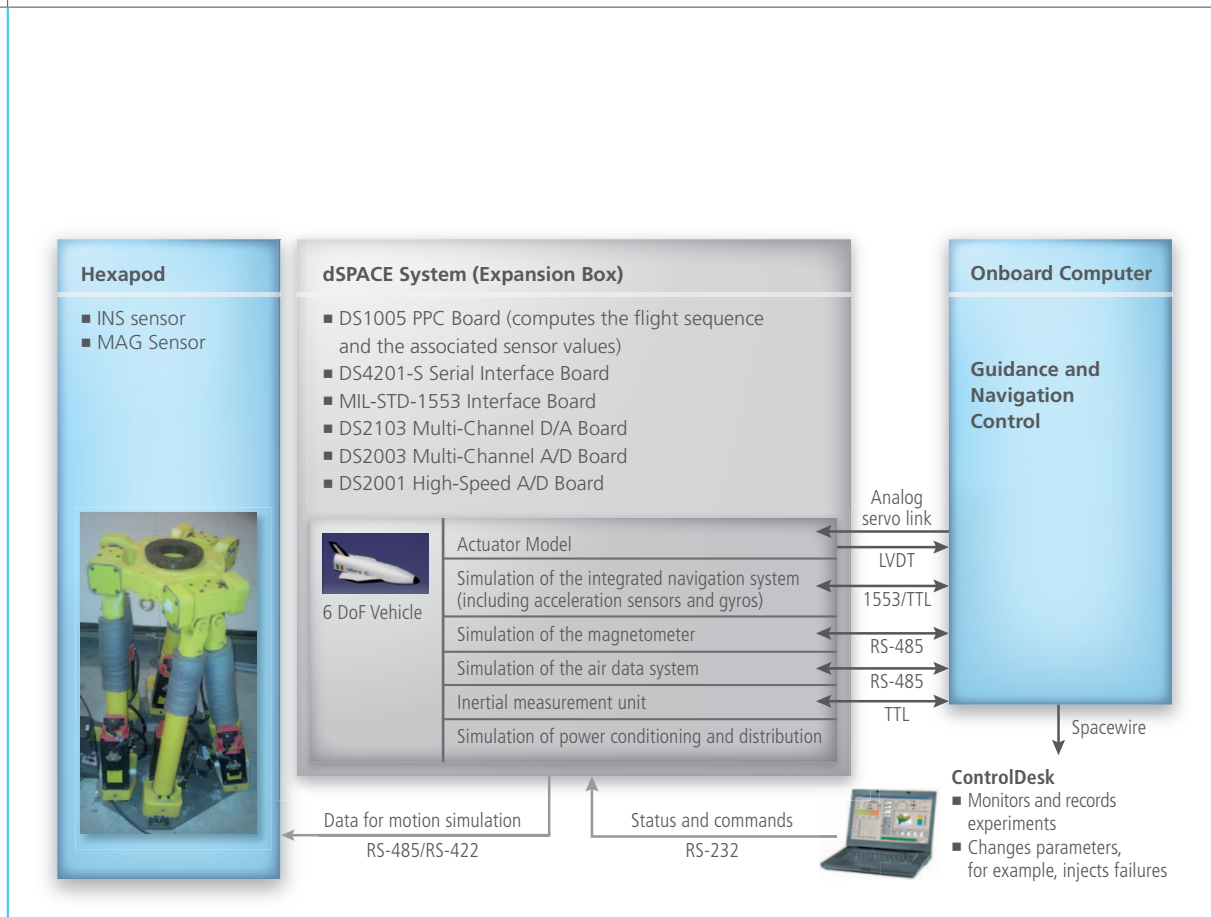 Hexapod
■ INS sensor
■ MAG Sensor
dSPACE System (Expansion Box)
■ DS1005 PPC Board (computes the flight sequence
and the associated sensor values)
■ DS4201-S Serial Interface Board
■ MIL-STD-1553 Interface Board
■ DS2103 Multi-Channel D/A Board
■ DS2003 Multi-Channel A/D Board
■ DS2001 High-Speed A/D Board
6 DoF Vehicle
Actuator Model
Simulation of the integrated navigation system
(including acceleration sensors and gyros)
Simulation of the magnetometer
Simulation of the air data system
Inertial measurement unit
Simulation of power conditioning and distribution
Analog
servo link
LVDT
1553/TTL
RS-485
RS-485
TTL
Onboard Computer
Guidance and
Navigation
Control
Spacewire
Data for motion simulation
RS-485/RS-422
Status and commands
RS-232
ControlDesk
■ Monitors and records
experiments
■ Changes parameters,
for example, injects failures